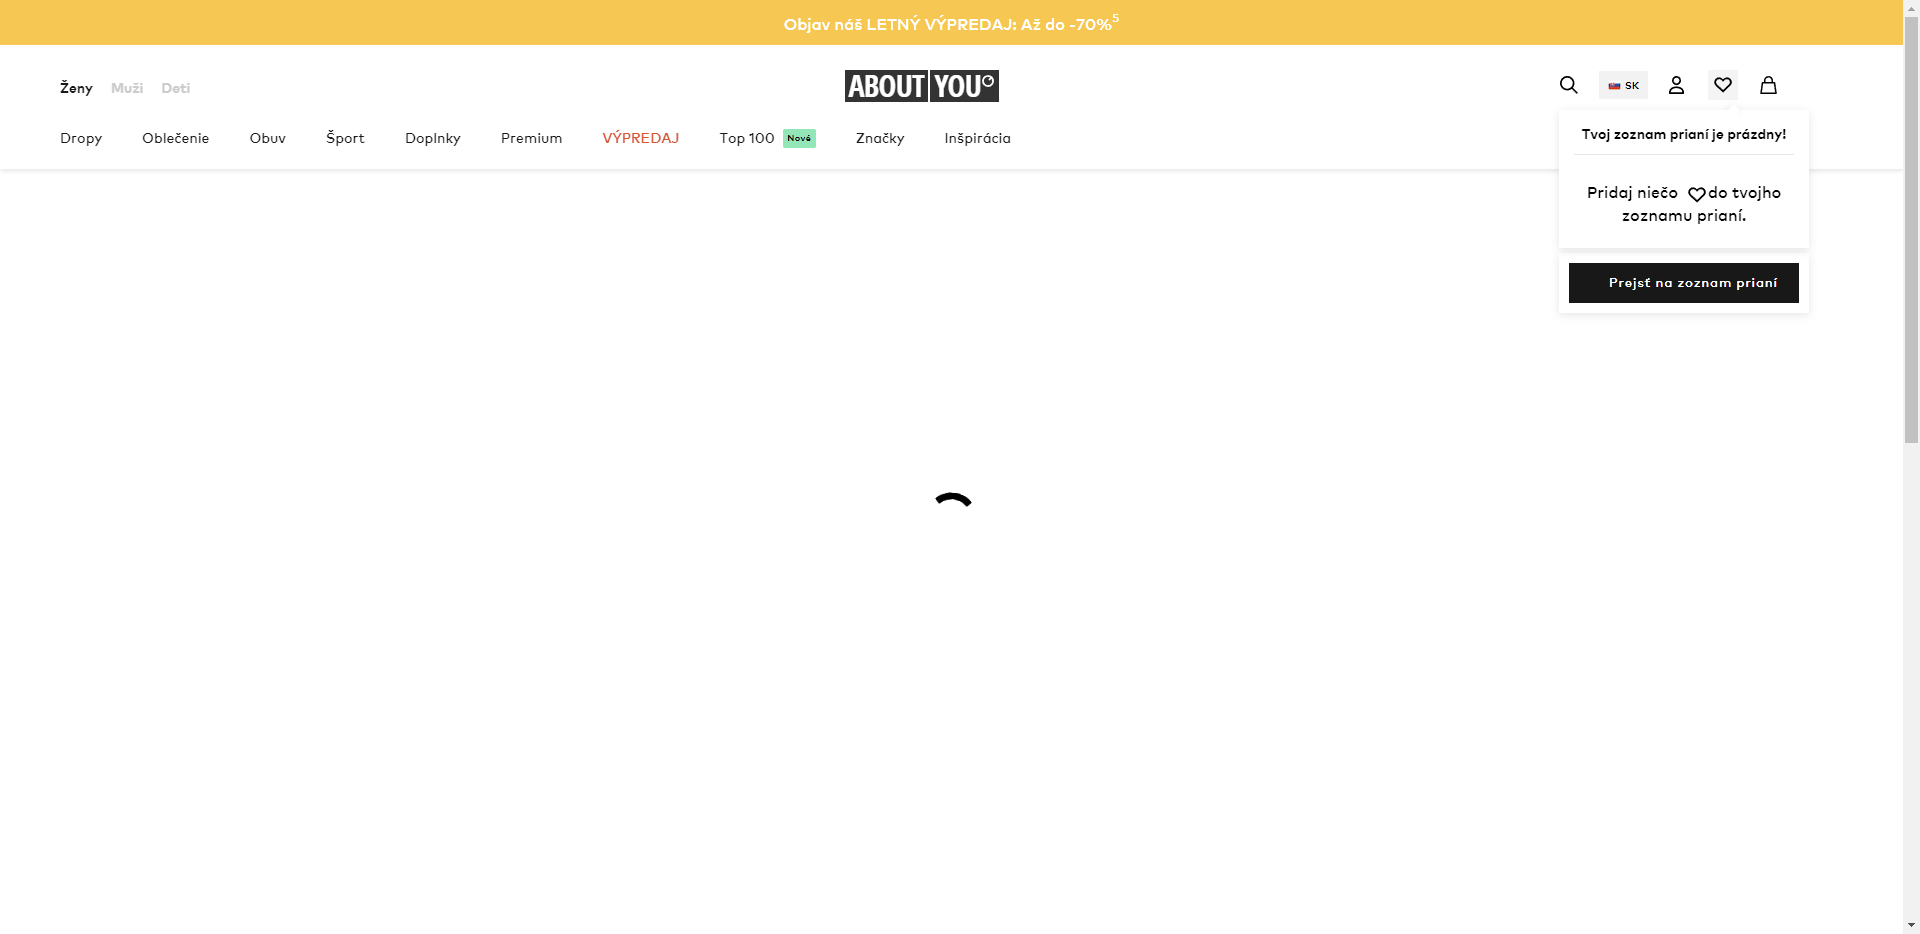 Objav náš LETNÝ VÝPREDAJ: Až do -70%5
Ženy Muži Deti
ABOUT YOU
SK
Dropy Oblečenie Obuv Šport Doplnky Premium VÝPREDAJ Top 100 Nové Značky Inšpirácia
Tvoj zoznam prianí je prázdny!
Pridaj niečo do tvojho
zoznamu prianí.
Prejsť na zoznam prianí